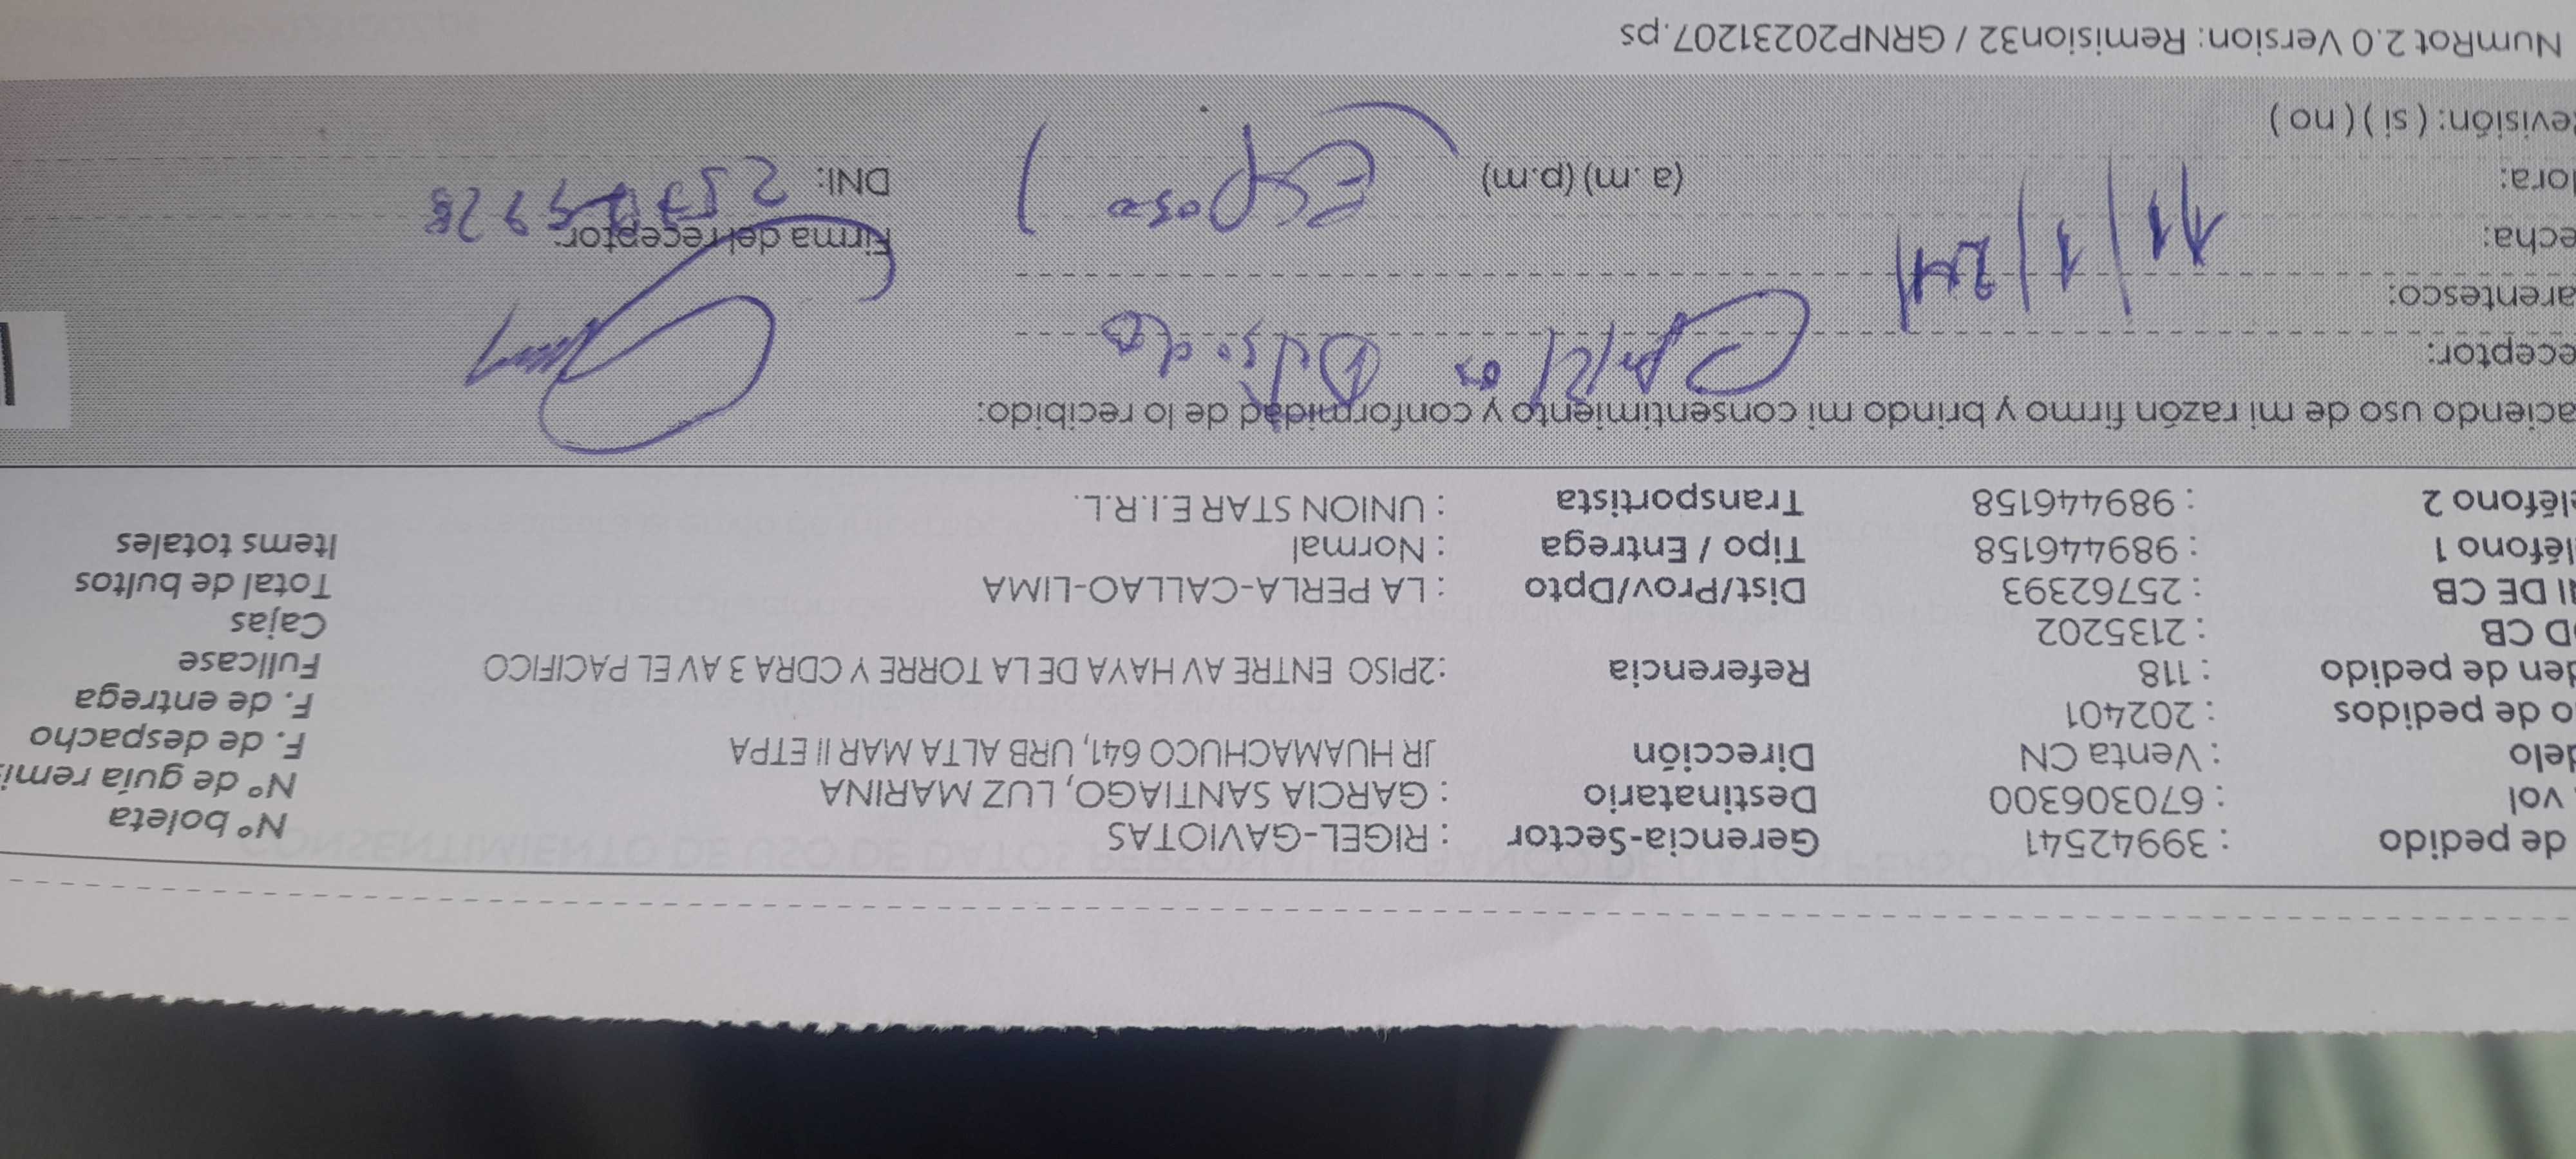 de pedido : 39942541 Gerencia-Sector : RIGEL-GAVIOTAS Nº boleta
vol : 670306300 Destinatario : GARCIA SANTIAGO, LUZ MARINA Nº de guía remi
delo : Venta CN Dirección JR HUAMACHUCO 641, URB ALTA MAR II ETPA F. de despacho
o de pedidos : 202401 F. de entrega
den de pedido : 118 Referencia :2PISO ENTRE AV HAYA DE LA TORRE Y CDRA 3 AV EL PACIFICO Fullcase
D CB : 2135202 Cajas
I DE CB : 25762393 Dist/Prov/Dpto : LA PERLA-CALLAO-LIMA Total de bultos
léfono 1 : 989446158 Tipo / Entrega : Normal Items totales
eléfono 2 : 989446158 Transportista : UNION STAR E.I.R.L.
aciendo uso de mi razón firmo y brindo mi consentimiento y conformidad de lo recibido:
eceptor:
arentesco:
echa: 11/1/ Firma del receptor:
lora: (a. m) (p.m) (Esposo) DNI:
evisión: ( si ) ( no )
NumRot 2.0 Version: Remision32 / GRNP20231207.ps